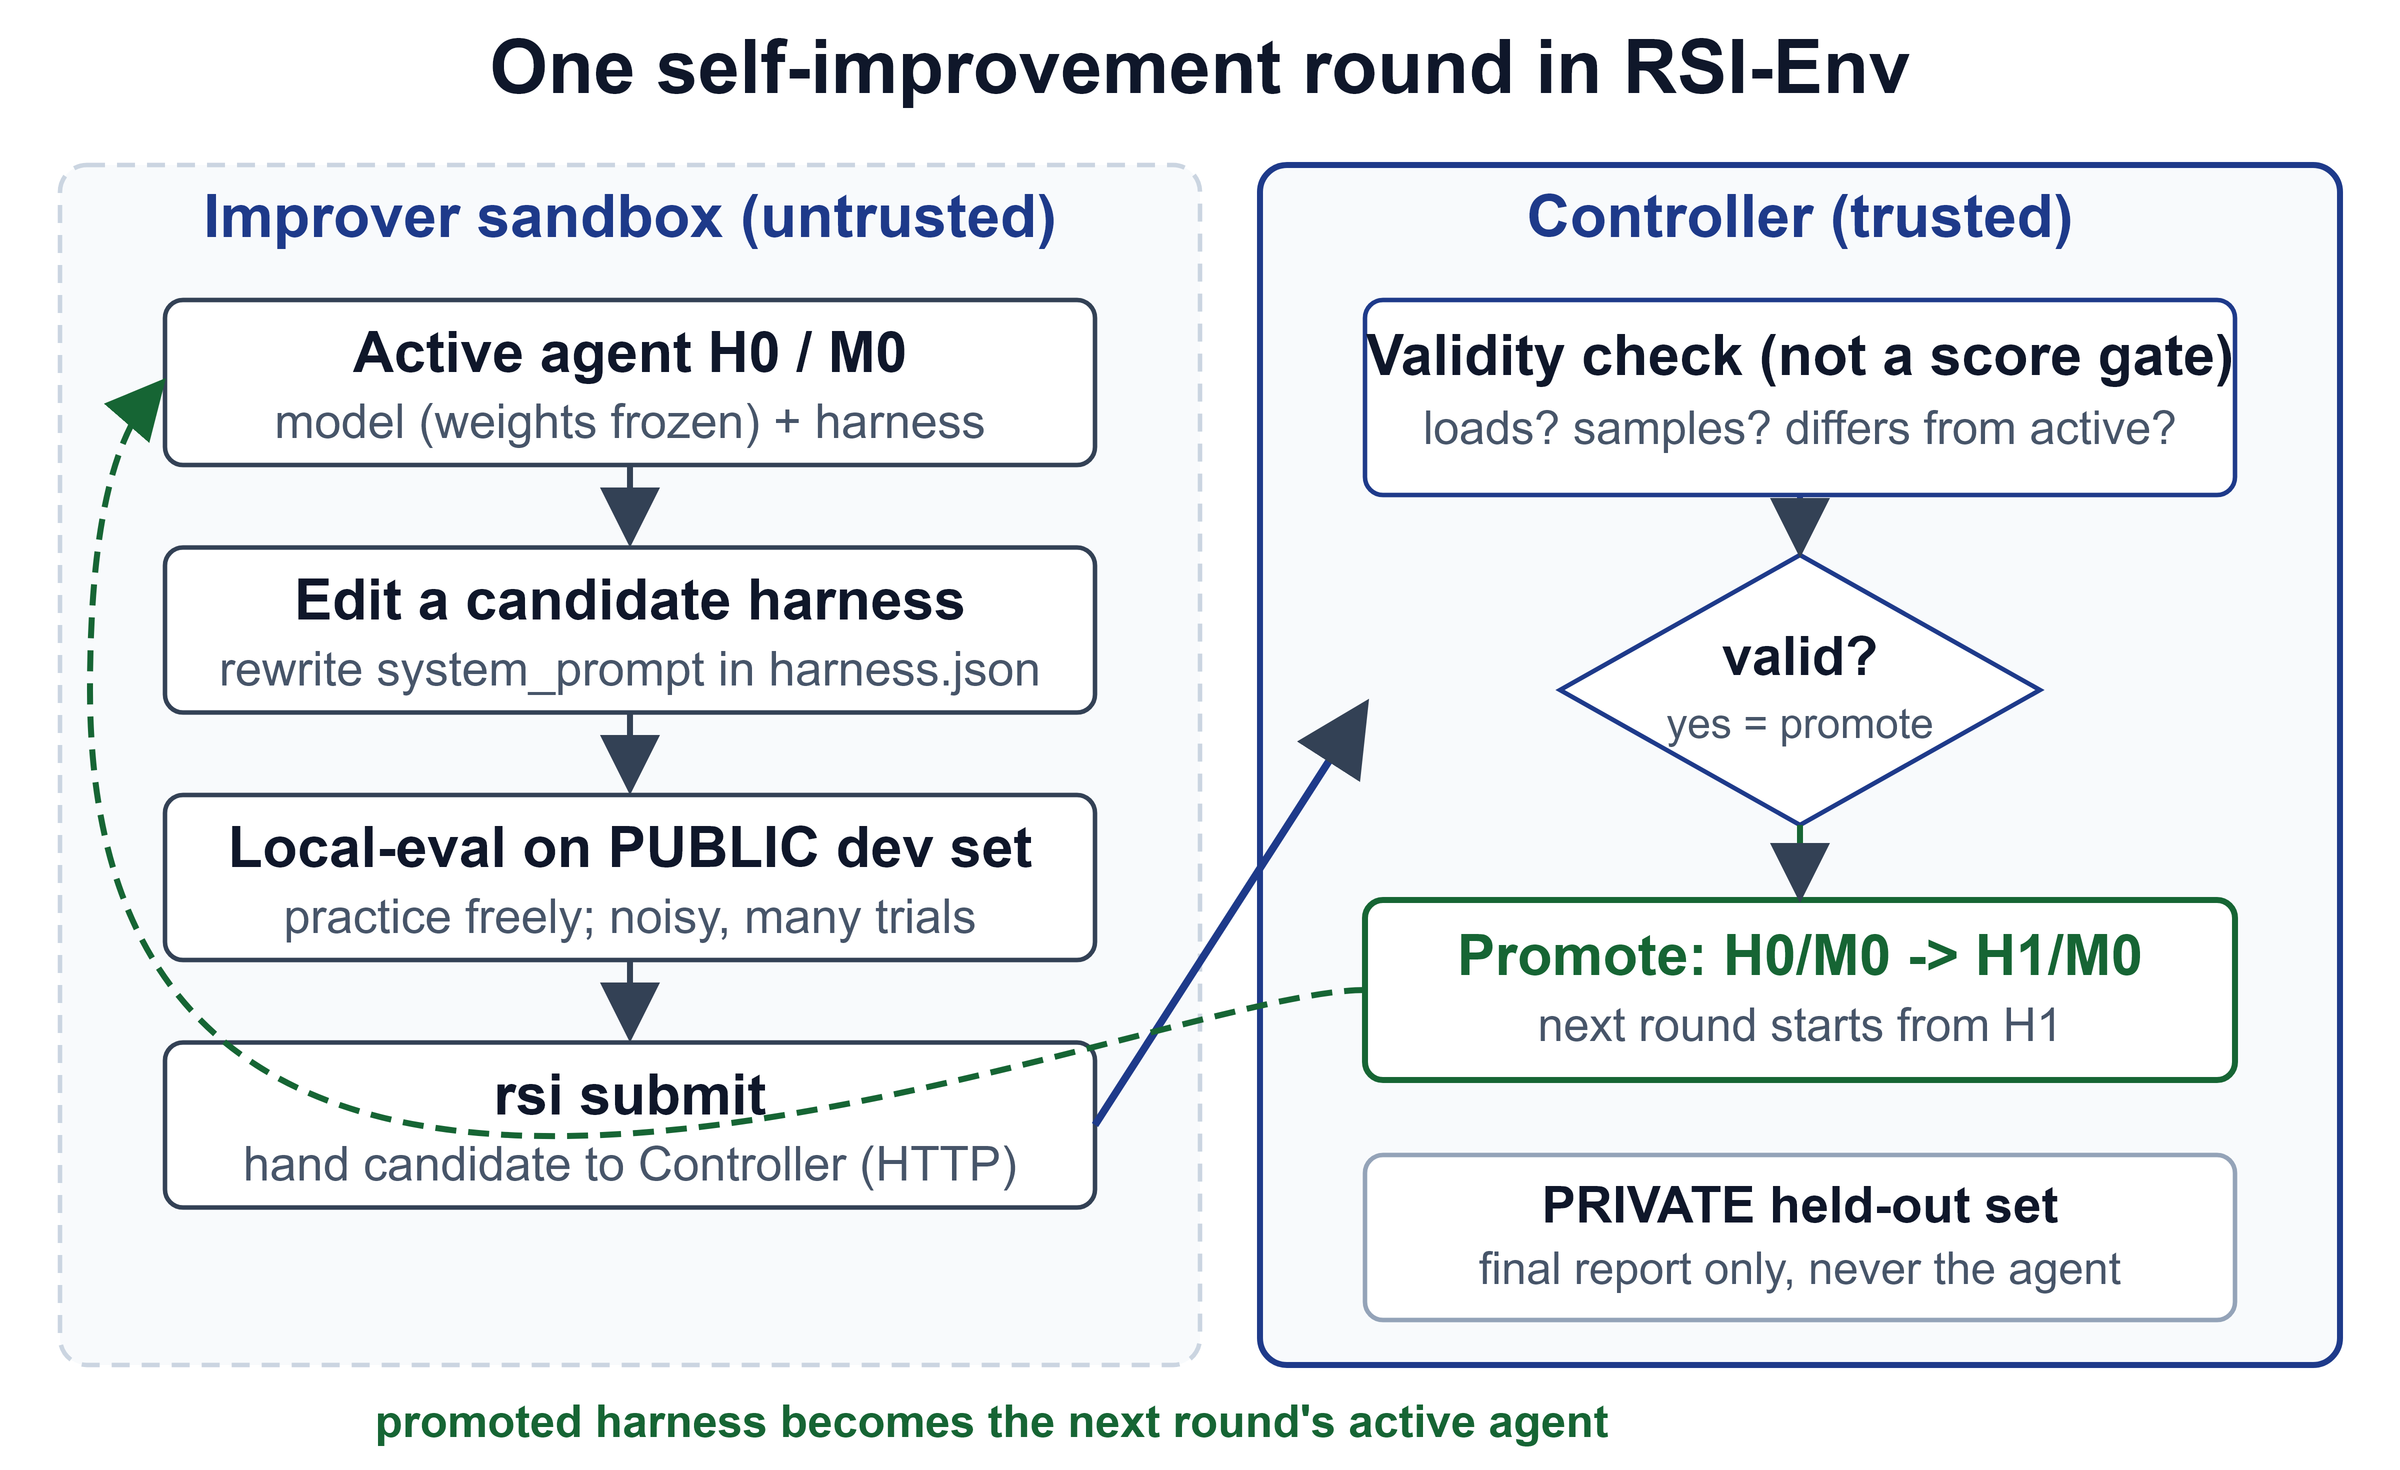 One self-improvement round in RSI-Env
Improver sandbox (untrusted)
Active agent H0 / M0
model (weights frozen) + harness
Edit a candidate harness
rewrite system_prompt in harness.json
Local-eval on PUBLIC dev set
practice freely; noisy, many trials
rsi submit
hand candidate to Controller (HTTP)
Controller (trusted)
Validity check (not a score gate)
loads? samples? differs from active?
valid?
yes = promote
Promote: H0/M0 -> H1/M0
next round starts from H1
PRIVATE held-out set
final report only, never the agent
promoted harness becomes the next round's active agent